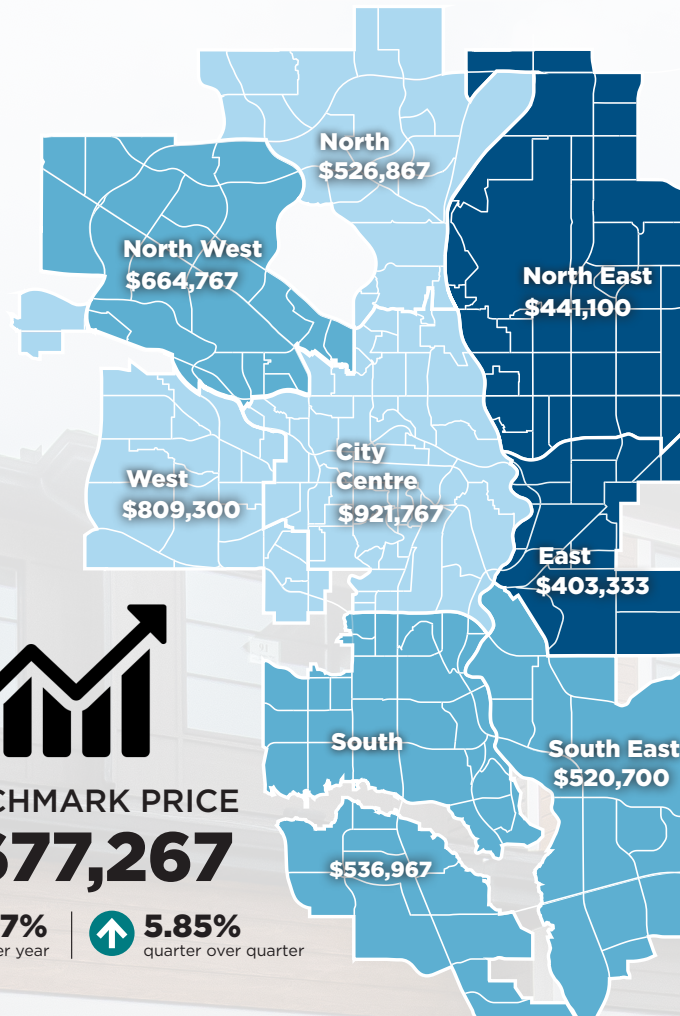 North
$526,867
North West
$664,767
North East
$441,100
City
Centre
$921,767
West
$809,300
East
$403,333
South
South East
$520,700
$536,967
CHMARK PRICE
677,267
7%
er year
5.85%
quarter over quarter